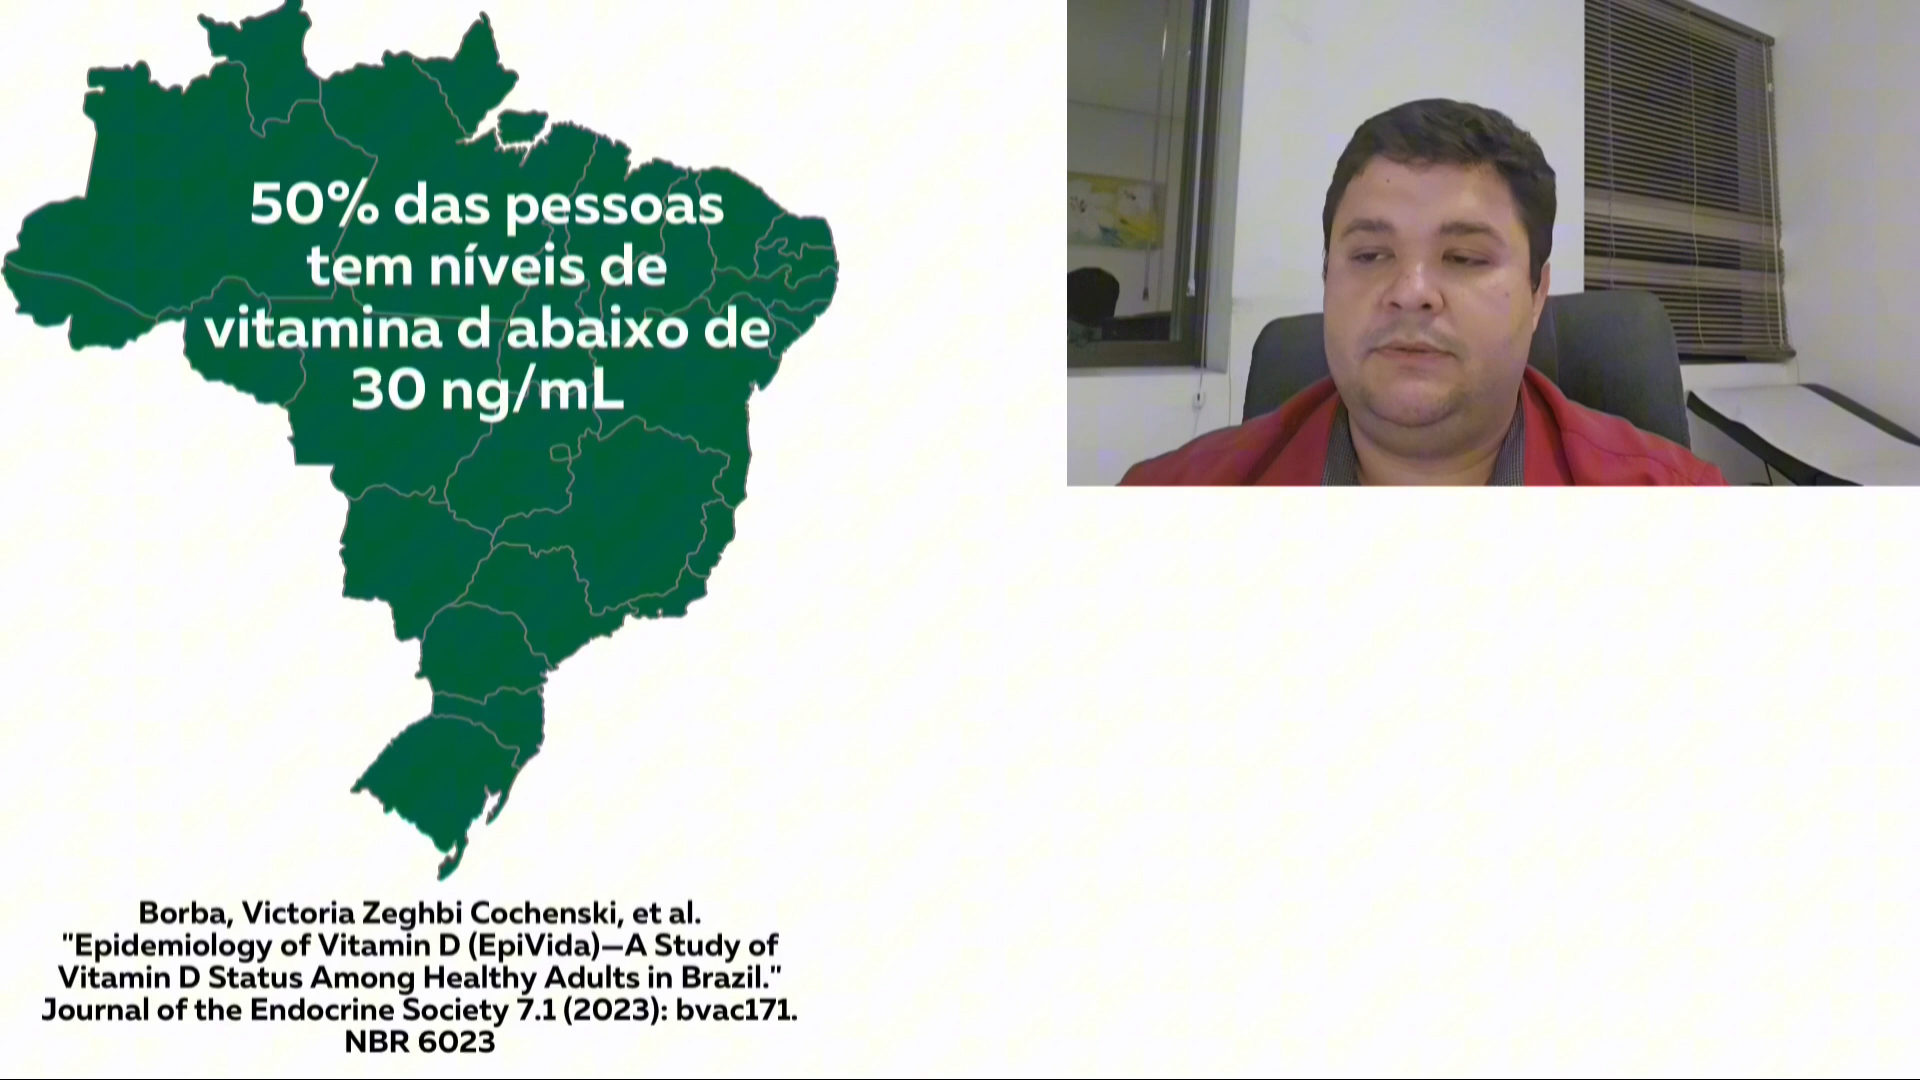 50% das pessoas
tem níveis de
vitamina d abaixo de
30 ng/mL
Borba, Victoria Zeghbi Cochenski, et al.
"Epidemiology of Vitamin D (EpiVida)—A Study of
Vitamin D Status Among Healthy Adults in Brazil."
Journal of the Endocrine Society 7.1 (2023): bvac171.
NBR 6023